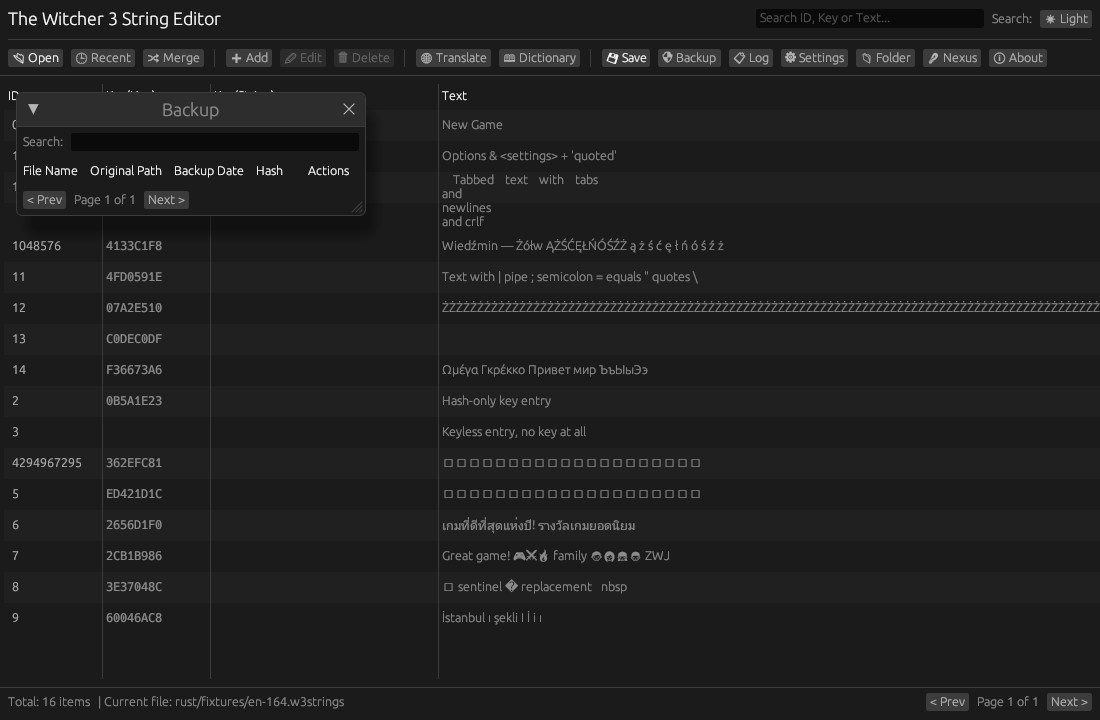 The Witcher 3 String Editor
Search ID, Key or Text...
Search:
Light
Open
Recent
Merge
Add
Edit
Delete
Translate
Dictionary
Save
Backup
Log
Settings
Folder
Nexus
About
Text
Backup
Search:
File Name Original Path Backup Date Hash Actions
< Prev Page 1 of 1 Next >
New Game
Options & <settings> + 'quoted'
Tabbed text with tabs
and
newlines
and crlf
1048576 4133C1F8 Wiedźmin — Żółw ĄŻŚĆĘŁŃÓŚŹŻ ą ż ś ć ę ł ń ó ś ź ż
11 4FD0591E Text with | pipe ; semicolon = equals " quotes \
12 07A2E510
13 C0DEC0DF
14 F36673A6 Ωμέγα Γκρέκκο Привет мир ЪъЫыЭэ
2 0B5A1E23 Hash-only key entry
3 Keyless entry, no key at all
4294967295 362EFC81
5 ED421D1C
6 2656D1F0 เกมที่ดีที่สุดแห่งปี! รางวัลเกมยอดนิยม
7 2CB1B986 Great game! 🎮⚔🔥 family ZWJ
8 3E37048C sentinel � replacement nbsp
9 60046AC8 İstanbul ı şekli I İ i ı
Total: 16 items | Current file: rust/fixtures/en-164.w3strings
< Prev Page 1 of 1 Next >